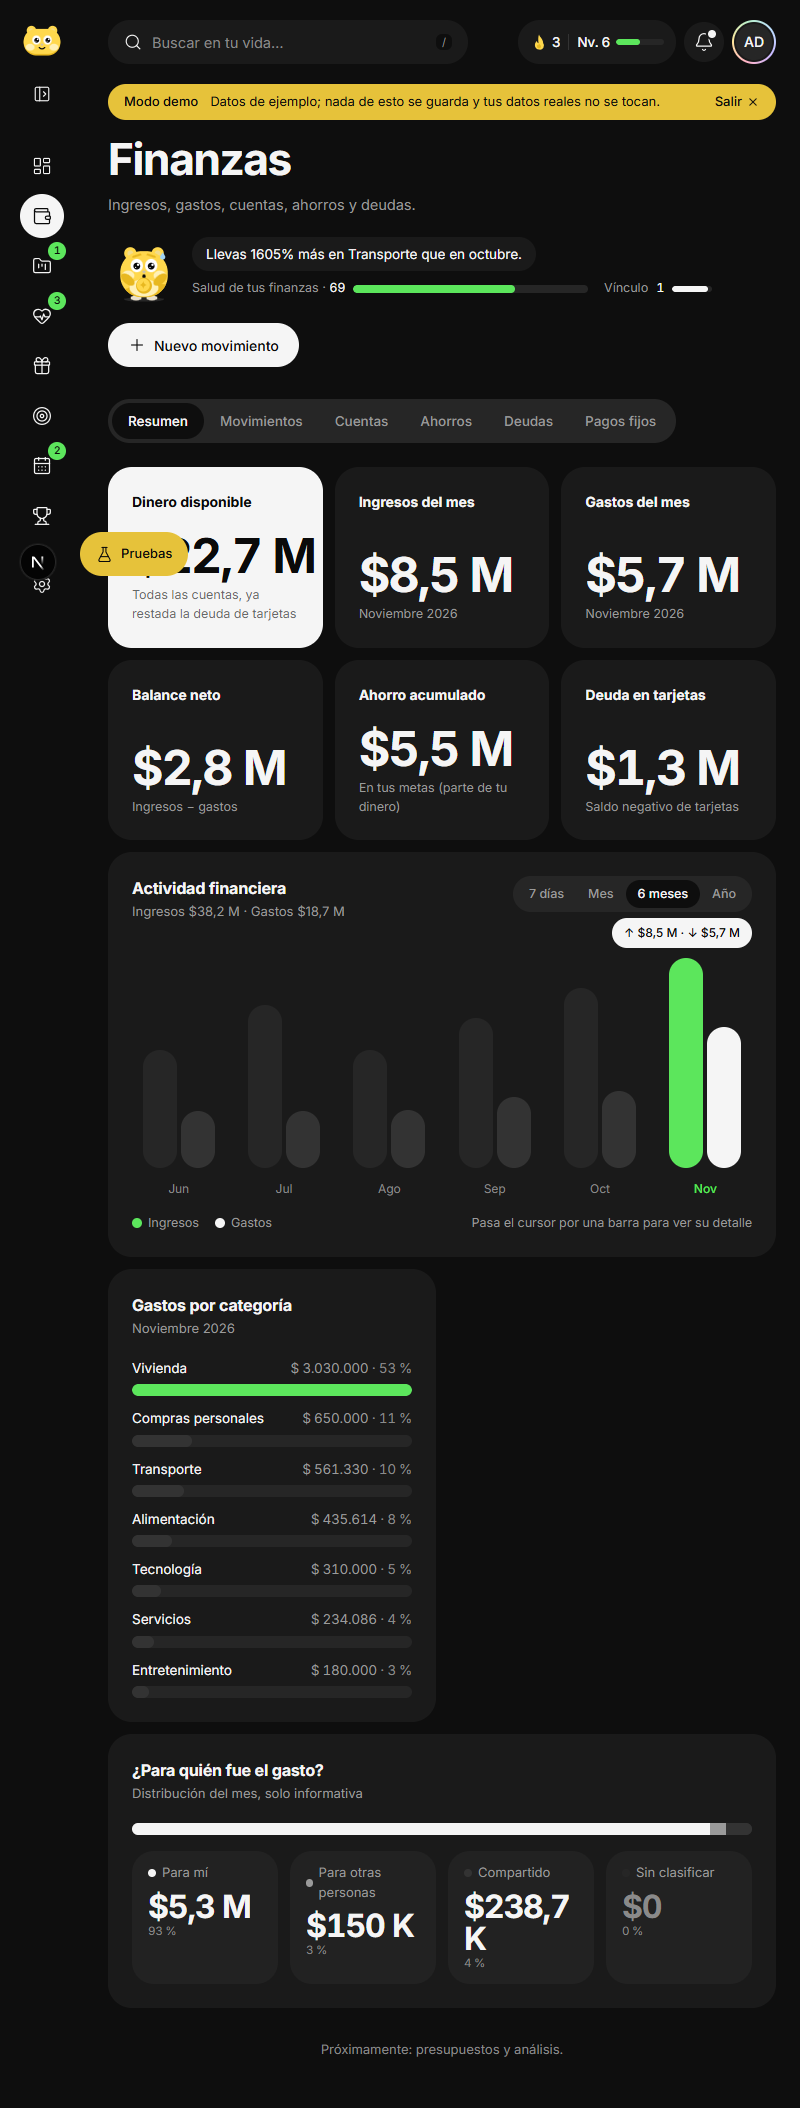 Buscar en tu vida...
/
3
Nv. 6
AD
Modo demo Datos de ejemplo; nada de esto se guarda y tus datos reales no se tocan. Salir ×
Finanzas
Ingresos, gastos, cuentas, ahorros y deudas.
1
3
2
N
Llevas 1605% más en Transporte que en octubre.
Salud de tus finanzas · 69
Vínculo 1
+ Nuevo movimiento
Resumen Movimientos Cuentas Ahorros Deudas Pagos fijos
Dinero disponible
22,7 M
Pruebas
Todas las cuentas, ya
restada la deuda de tarjetas
Ingresos del mes
$8,5 M
Noviembre 2026
Gastos del mes
$5,7 M
Noviembre 2026
Balance neto
$2,8 M
Ingresos − gastos
Ahorro acumulado
$5,5 M
En tus metas (parte de tu
dinero)
Deuda en tarjetas
$1,3 M
Saldo negativo de tarjetas
Actividad financiera
Ingresos $38,2 M · Gastos $18,7 M
7 días Mes 6 meses Año
↑ $8,5 M · ↓ $5,7 M
Jun Jul Ago Sep Oct Nov
Ingresos Gastos
Pasa el cursor por una barra para ver su detalle
Gastos por categoría
Noviembre 2026
Vivienda $ 3.030.000 · 53 %
Compras personales $ 650.000 · 11 %
Transporte $ 561.330 · 10 %
Alimentación $ 435.614 · 8 %
Tecnología $ 310.000 · 5 %
Servicios $ 234.086 · 4 %
Entretenimiento $ 180.000 · 3 %
¿Para quién fue el gasto?
Distribución del mes, solo informativa
Para mí
$5,3 M
93 %
Para otras
personas
$150 K
3 %
Compartido
$238,7
K
4 %
Sin clasificar
$0
0 %
Próximamente: presupuestos y análisis.